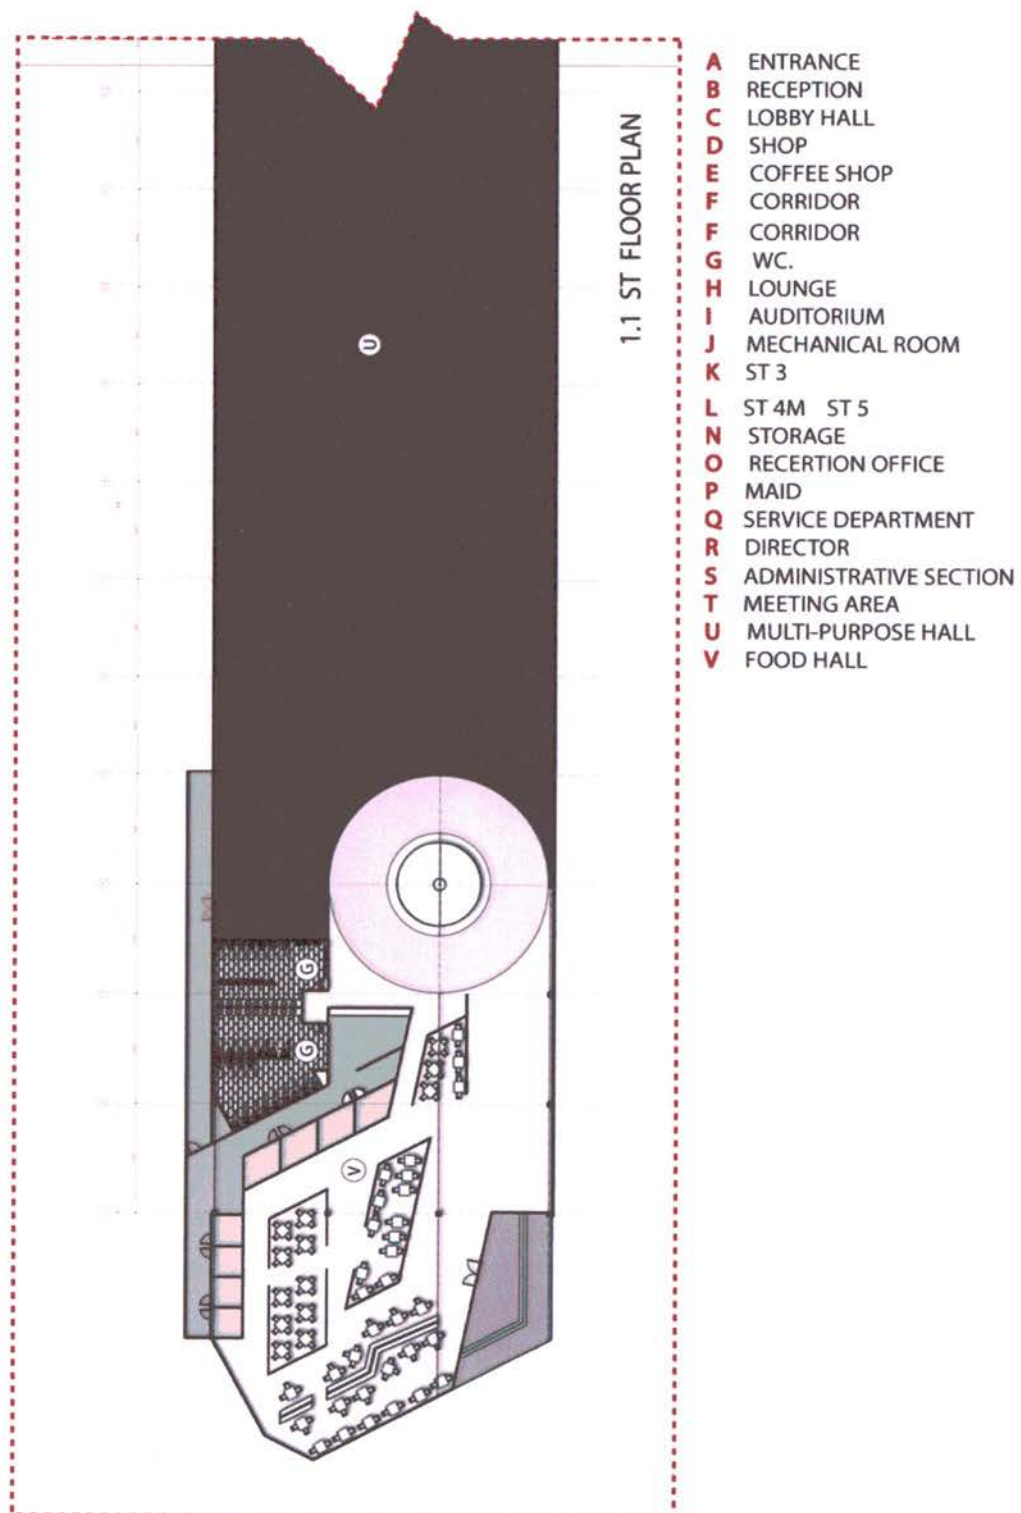 A ENTRANCE
B RECEPTION
C LOBBY HALL
D SHOP
E COFFEE SHOP
F CORRIDOR
F CORRIDOR
G WC.
H LOUNGE
I AUDITORIUM
J MECHANICAL ROOM
K ST 3
L ST 4M ST 5
N STORAGE
O RECERTION OFFICE
P MAID
Q SERVICE DEPARTMENT
R DIRECTOR
S ADMINISTRATIVE SECTION
T MEETING AREA
U MULTI-PURPOSE HALL
V FOOD HALL
1.1 ST FLOOR PLAN
U
G
G
V